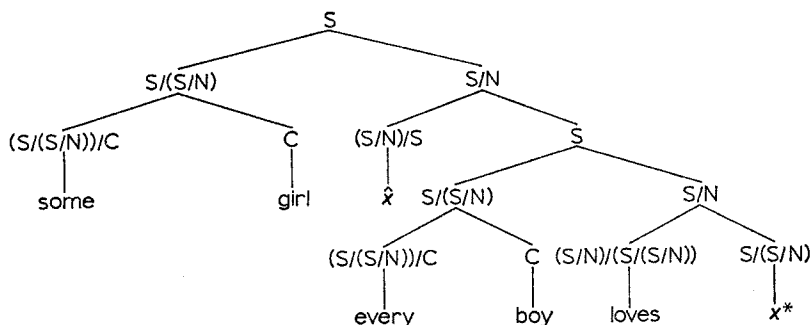 S
S/(S/N) S/N
(S/(S/N))/C C (S/N)/S S
some girl x̂ S/(S/N) S/N
(S/(S/N))/C C (S/N)/(S/(S/N)) S/(S/N)
every boy loves x*